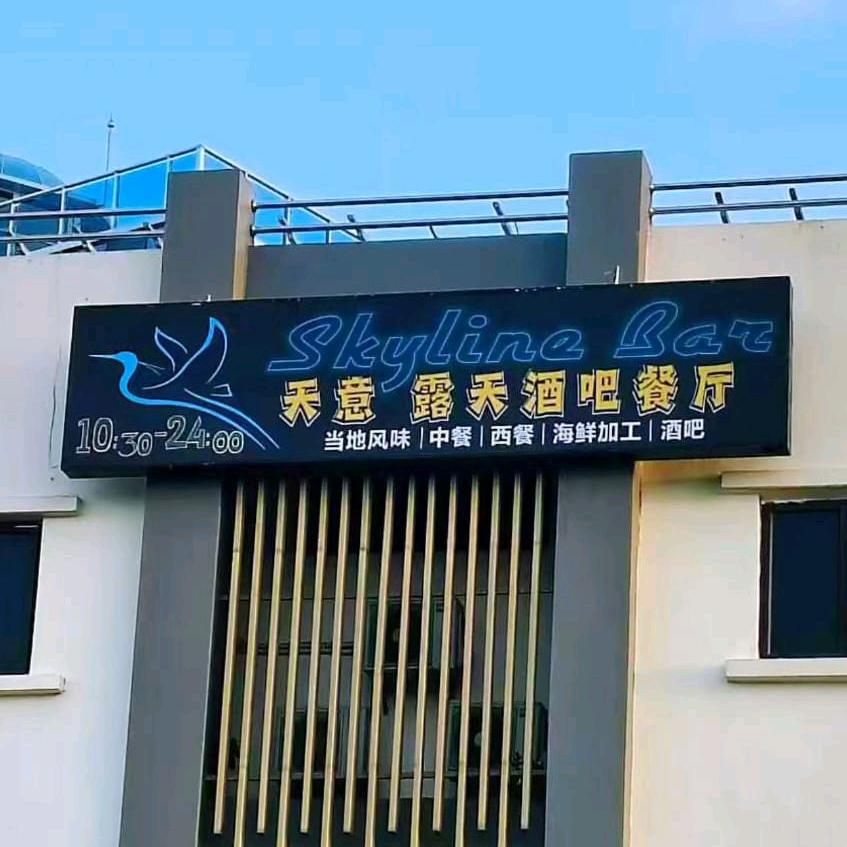 Skyline Bar
天意 露天酒吧餐厅
10:30-24:00
当地风味|中餐|西餐|海鲜加工|酒吧